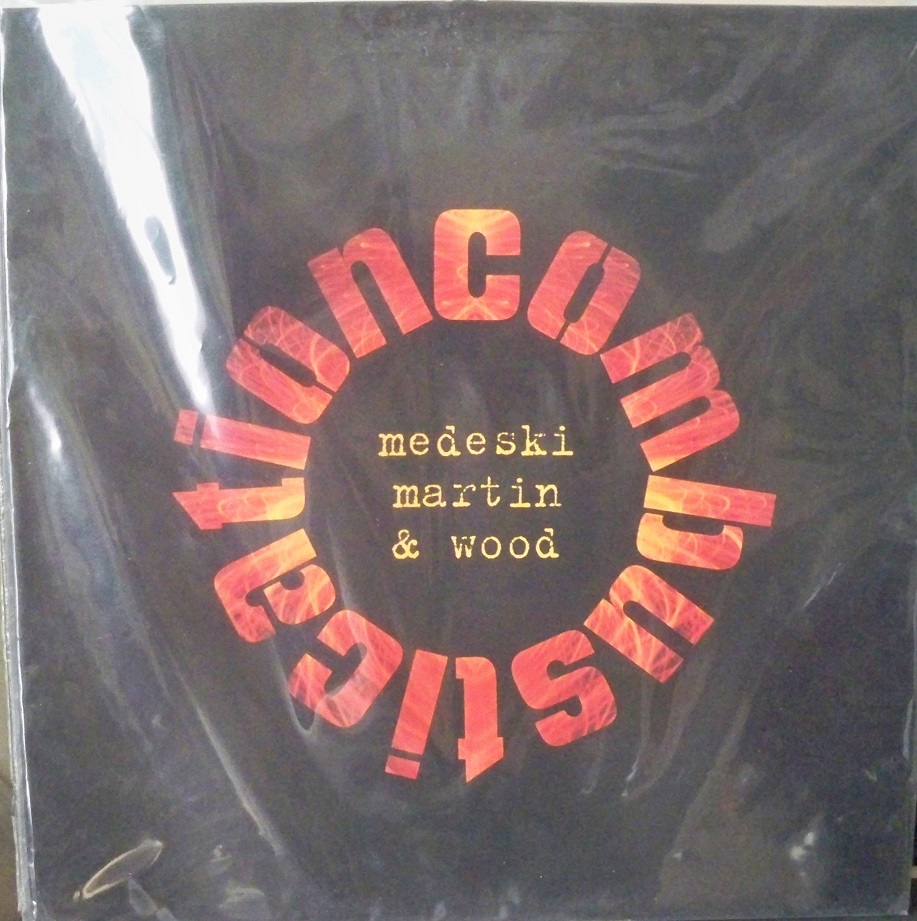 combustication
medeski
martin
& wood